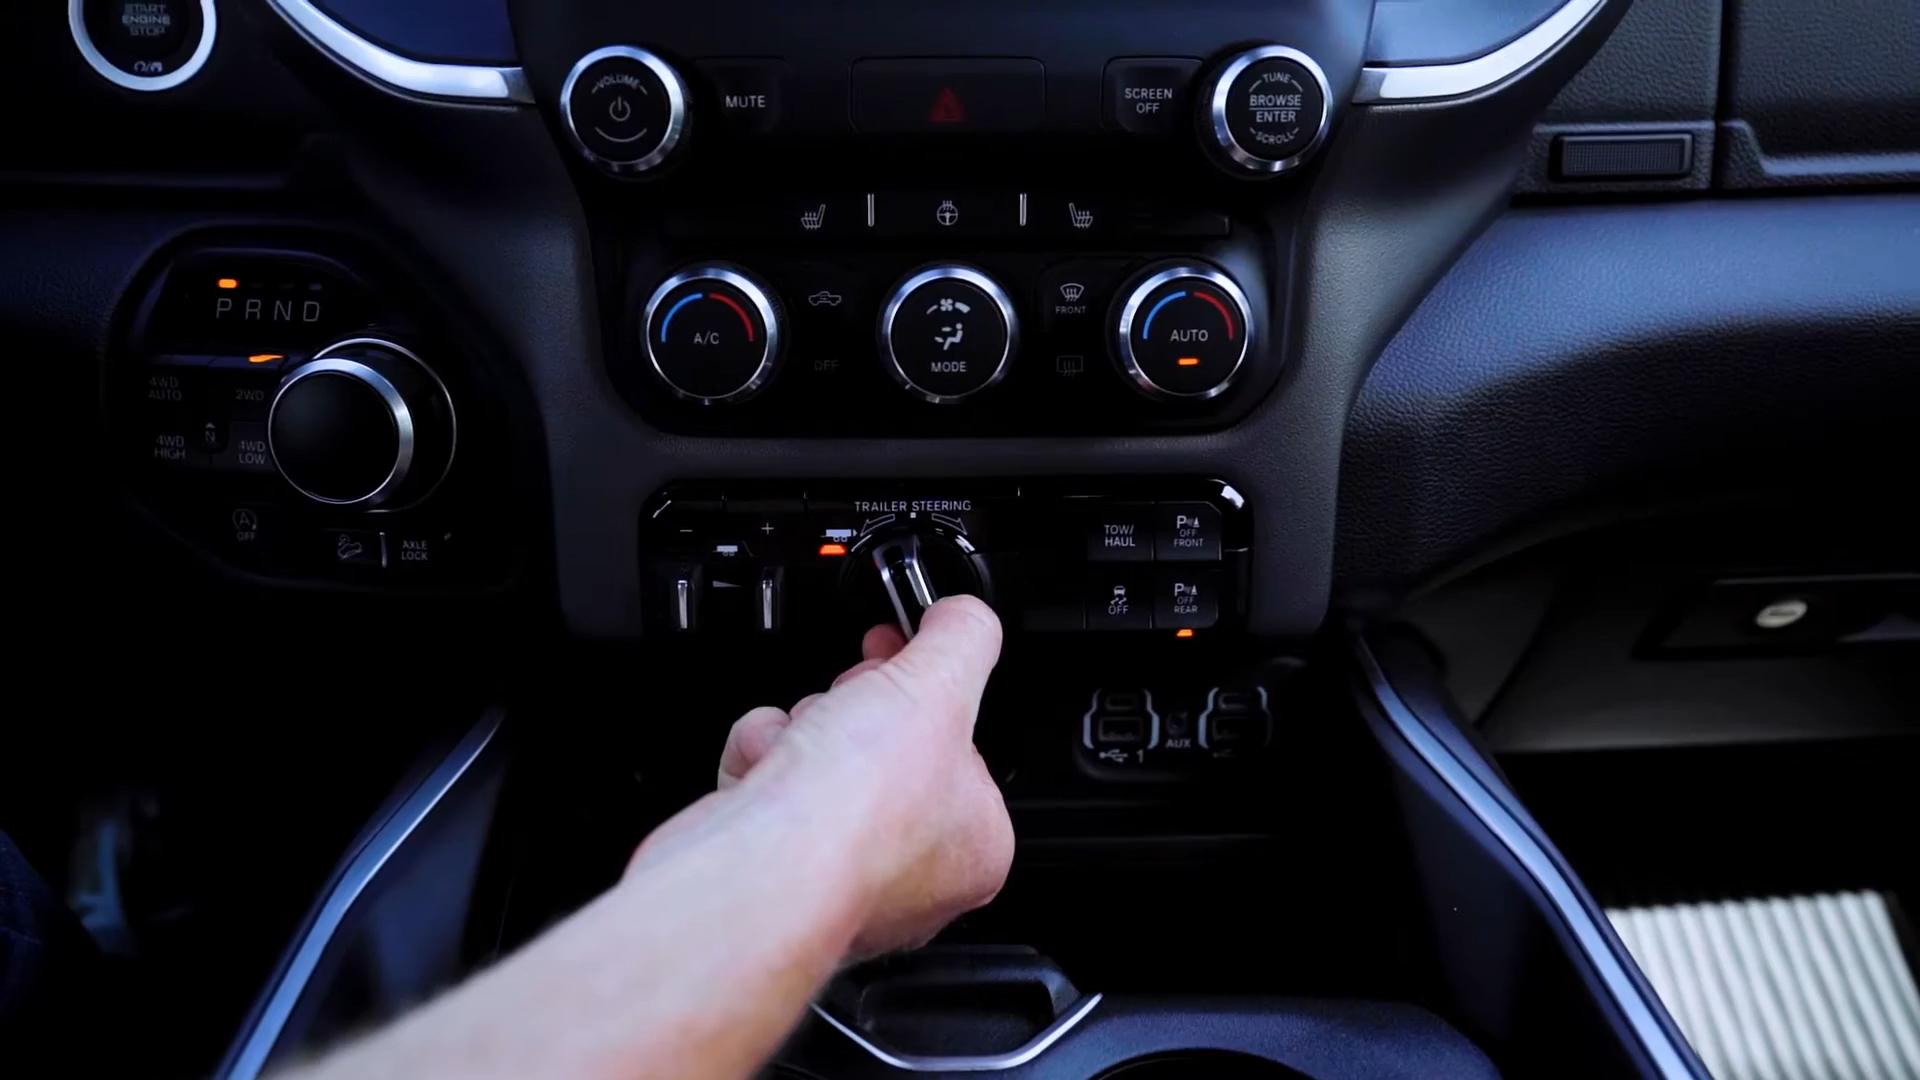 START
ENGINE
STOP
VOLUME
MUTE
SCREEN
OFF
TUNE
BROWSE
ENTER
SCROLL
P R N D
A/C
OFF
MODE
FRONT
AUTO
4WD
AUTO
2WD
N
4WD
HIGH
4WD
LOW
A
OFF
AXLE
LOCK
TRAILER STEERING
- +
TOW/
HAUL
P
OFF
FRONT
OFF
P
OFF
REAR
1
AUX